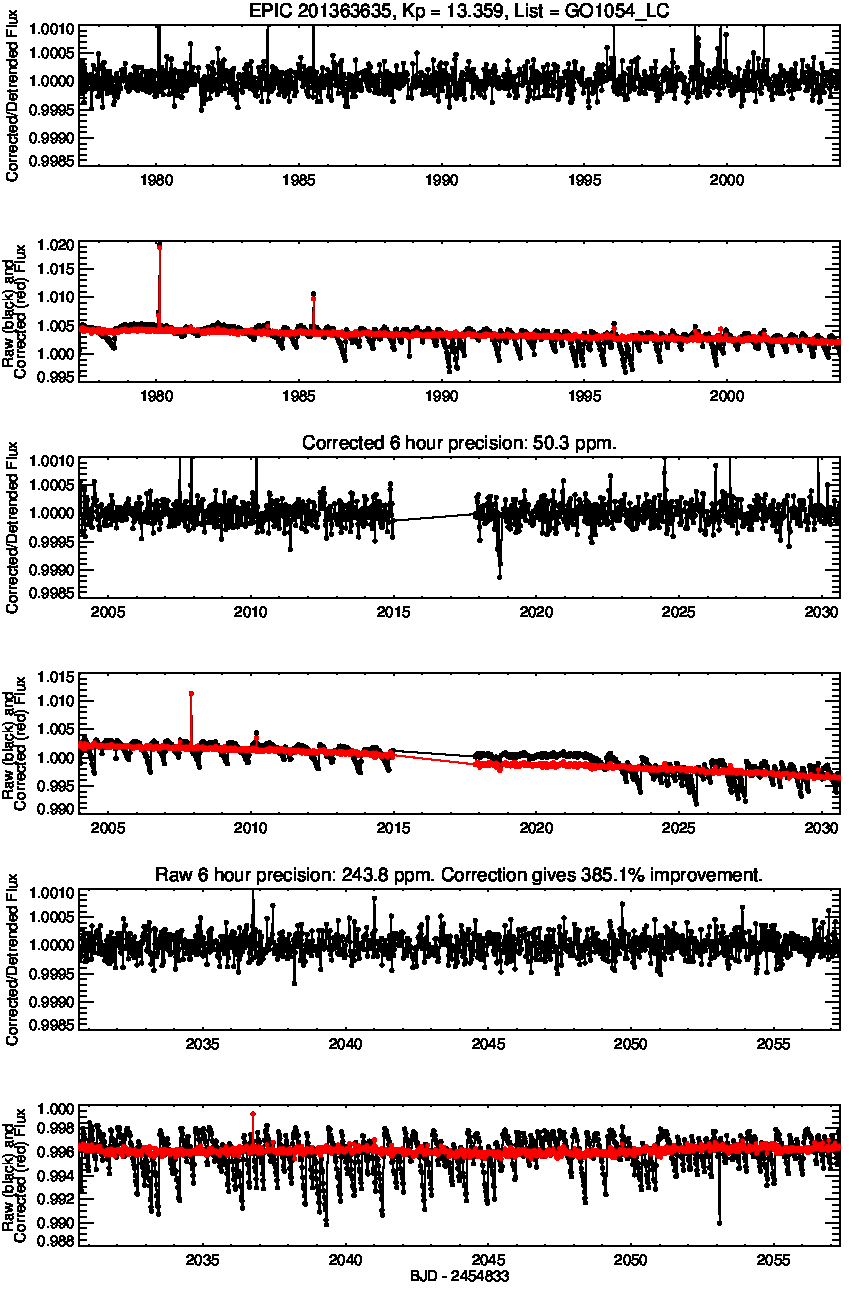 EPIC 201363635, Kp = 13.359, List = GO1054_LC
Corrected/Detrended Flux
1.0010
1.0005
1.0000
0.9995
0.9990
0.9985
1980 1985 1990 1995 2000
Raw (black) and
Corrected (red) Flux
1.020
1.015
1.010
1.005
1.000
0.995
1980 1985 1990 1995 2000
Corrected 6 hour precision: 50.3 ppm.
Corrected/Detrended Flux
1.0010
1.0005
1.0000
0.9995
0.9990
0.9985
2005 2010 2015 2020 2025 2030
Raw (black) and
Corrected (red) Flux
1.015
1.010
1.005
1.000
0.995
0.990
2005 2010 2015 2020 2025 2030
Raw 6 hour precision: 243.8 ppm. Correction gives 385.1% improvement.
Corrected/Detrended Flux
1.0010
1.0005
1.0000
0.9995
0.9990
0.9985
2035 2040 2045 2050 2055
Raw (black) and
Corrected (red) Flux
1.000
0.998
0.996
0.994
0.992
0.990
0.988
2035 2040 2045 2050 2055
BJD - 2454833